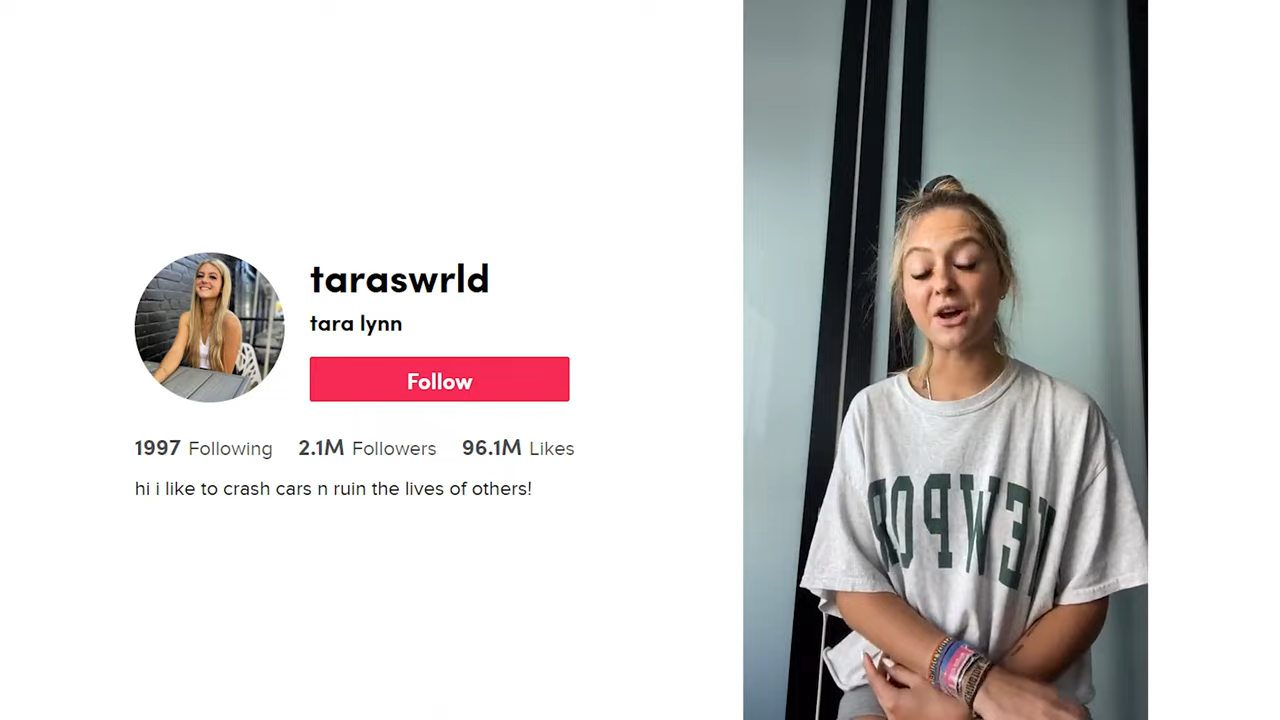 taraswrld
tara lynn
Follow
1997 Following 2.1M Followers 96.1M Likes
hi i like to crash cars n ruin the lives of others!
NEWPOR